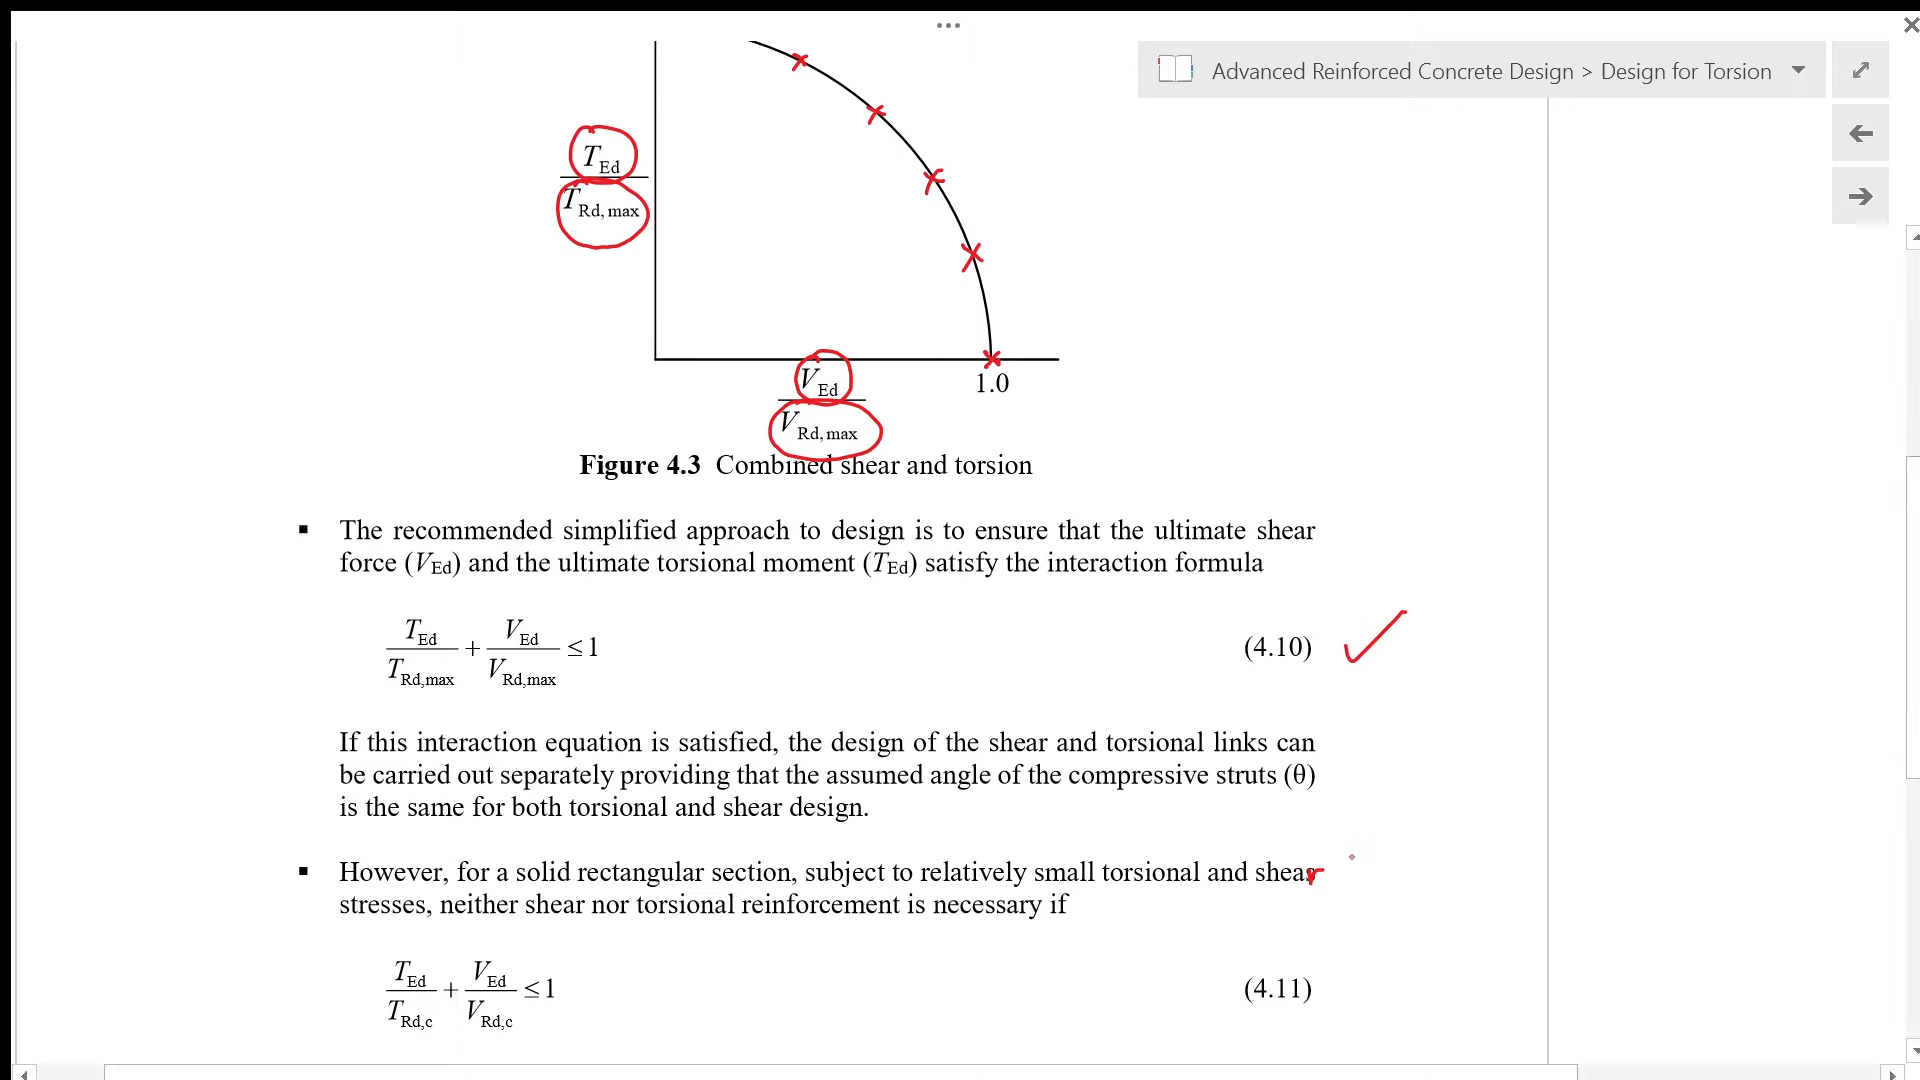 Advanced Reinforced Concrete Design > Design for Torsion
T_Ed
T_Rd, max
V_Ed
V_Rd, max
1.0
Figure 4.3 Combined shear and torsion
▪ The recommended simplified approach to design is to ensure that the ultimate shear
force (V_Ed) and the ultimate torsional moment (T_Ed) satisfy the interaction formula
T_Ed/T_Rd,max + V_Ed/V_Rd,max ≤ 1 (4.10)
If this interaction equation is satisfied, the design of the shear and torsional links can
be carried out separately providing that the assumed angle of the compressive struts (θ)
is the same for both torsional and shear design.
▪ However, for a solid rectangular section, subject to relatively small torsional and shear
stresses, neither shear nor torsional reinforcement is necessary if
T_Ed/T_Rd,c + V_Ed/V_Rd,c ≤ 1 (4.11)